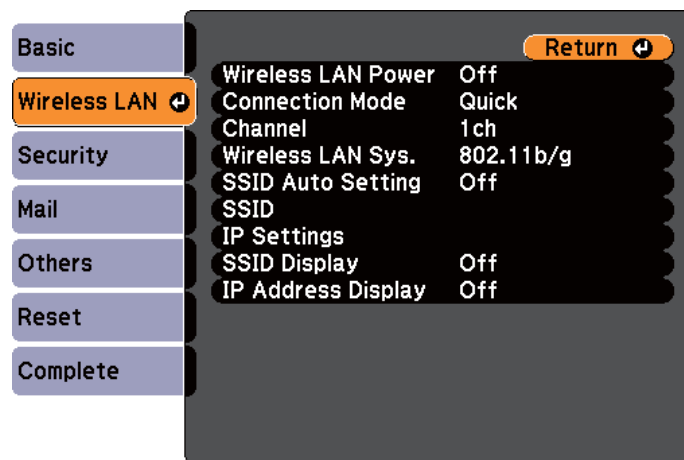 Basic
Wireless LAN
Security
Mail
Others
Reset
Complete
Return
Wireless LAN Power Off
Connection Mode Quick
Channel 1ch
Wireless LAN Sys. 802.11b/g
SSID Auto Setting Off
SSID
IP Settings
SSID Display Off
IP Address Display Off